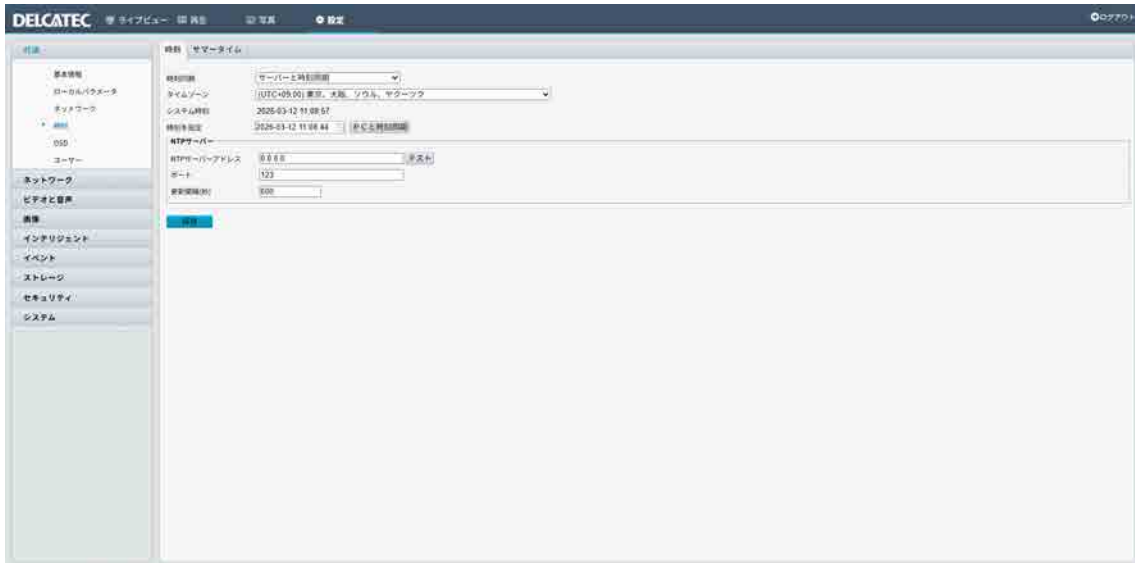 DELCATEC ライブビュー 再生 写真 設定 ログアウト
時刻 サマータイム
基本情報
ローカルパラメータ
ネットワーク
時刻
OSD
ユーザー
ネットワーク
ビデオと音声
画像
インテリジェント
イベント
ストレージ
セキュリティ
システム
時刻同期 サーバーと時刻同期
タイムゾーン (UTC+09:00) 東京、大阪、ソウル、ヤクーツク
システム時刻 2026-03-12 11:08:57
時刻を設定 2026-03-12 11:08:44 PCと時刻同期
NTPサーバー
NTPサーバーアドレス 0.0.0.0 テスト
ポート 123
更新間隔(秒) 600
保存